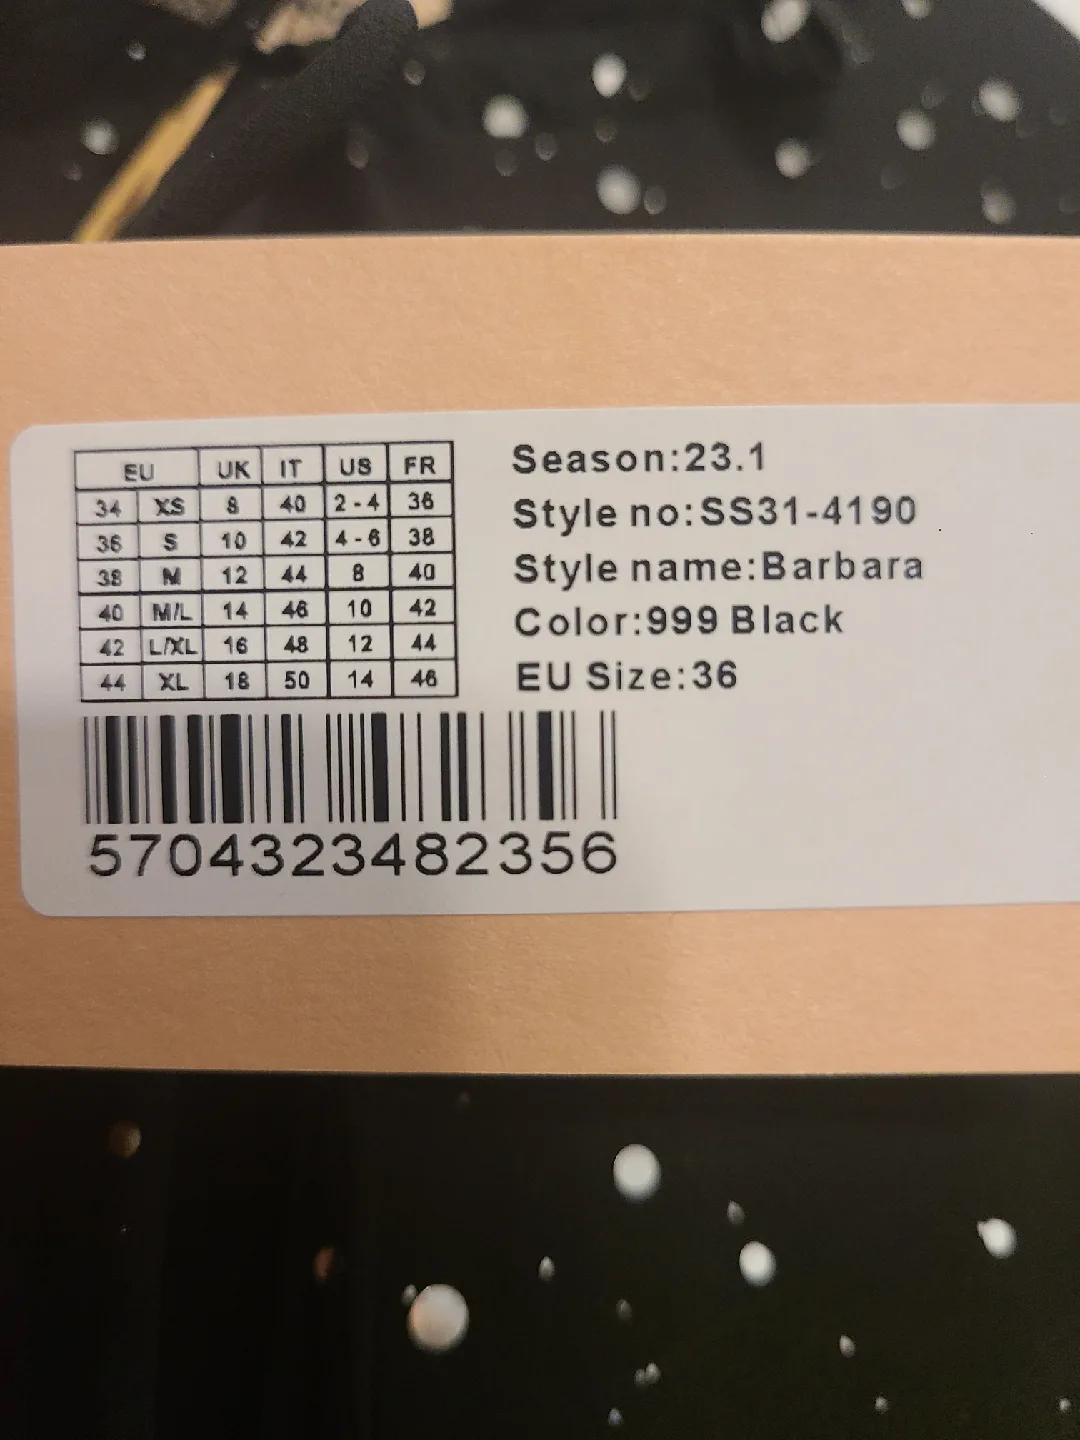 EU UK IT US FR
34 XS 8 40 2-4 36
36 S 10 42 4-6 38
38 M 12 44 8 40
40 M/L 14 46 10 42
42 L/XL 16 48 12 44
44 XL 18 50 14 46
Season:23.1
Style no:SS31-4190
Style name:Barbara
Color:999 Black
EU Size:36
5704323482356